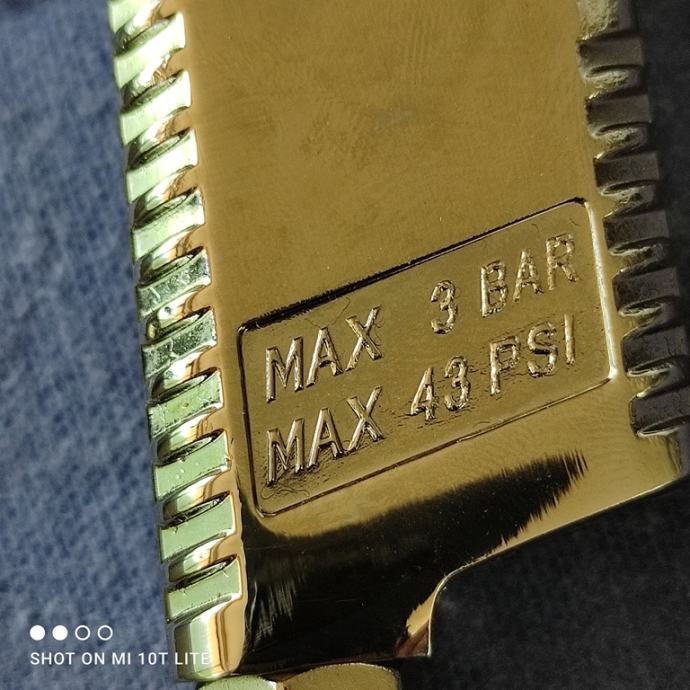 MAX 3 BAR
MAX 43 PSI
SHOT ON MI 10T LITE